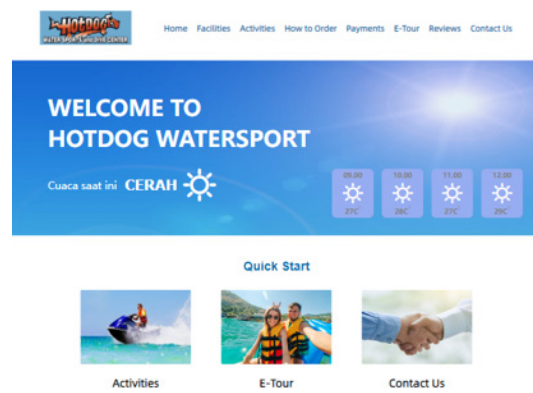 HOTDOG
WATER SPORTS and DIVE CENTER
Home Facilities Activities How to Order Payments E-Tour Reviews Contact Us
WELCOME TO
HOTDOG WATERSPORT
Cuaca saat ini CERAH
09.00 10.00 11.00 12.00
27C 28C 27C
Quick Start
Activities E-Tour Contact Us